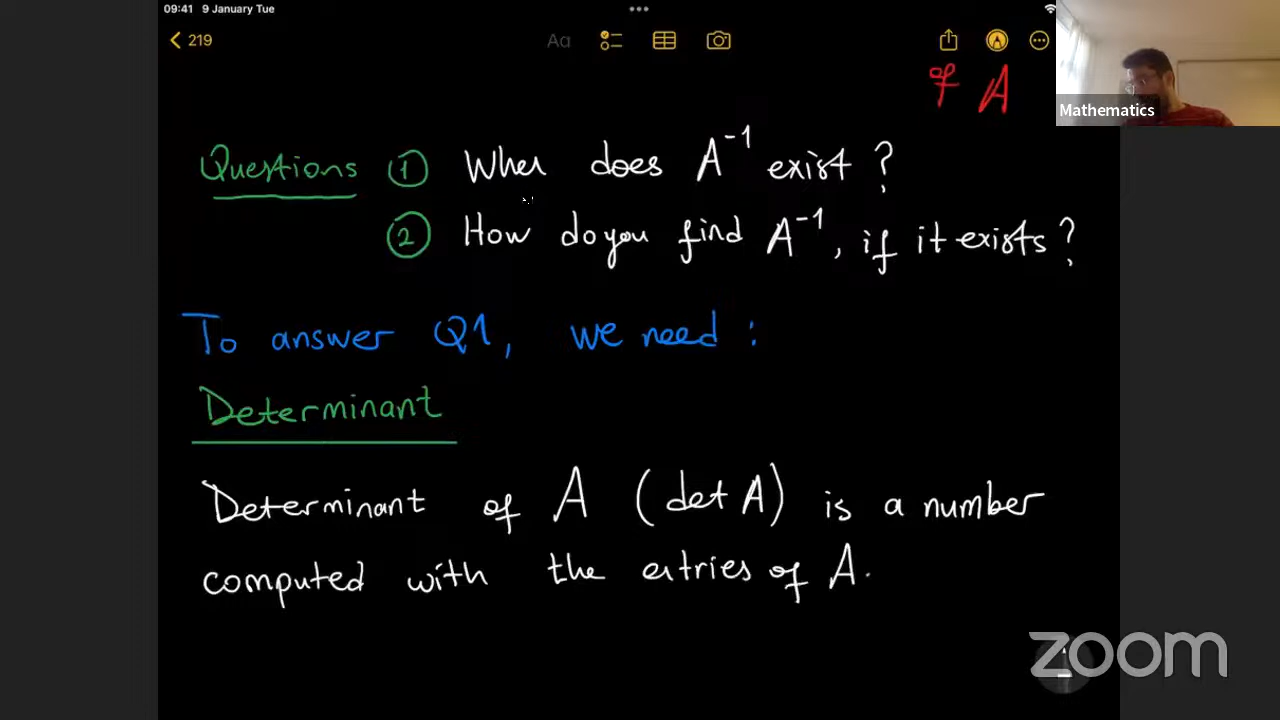 09:41 9 January Tue
219
Aa
of A
Mathematics
Questions ① When does A⁻¹ exist?
② How do you find A⁻¹, if it exists?
To answer Q1, we need:
Determinant
Determinant of A (det A) is a number
computed with the entries of A.
zoom